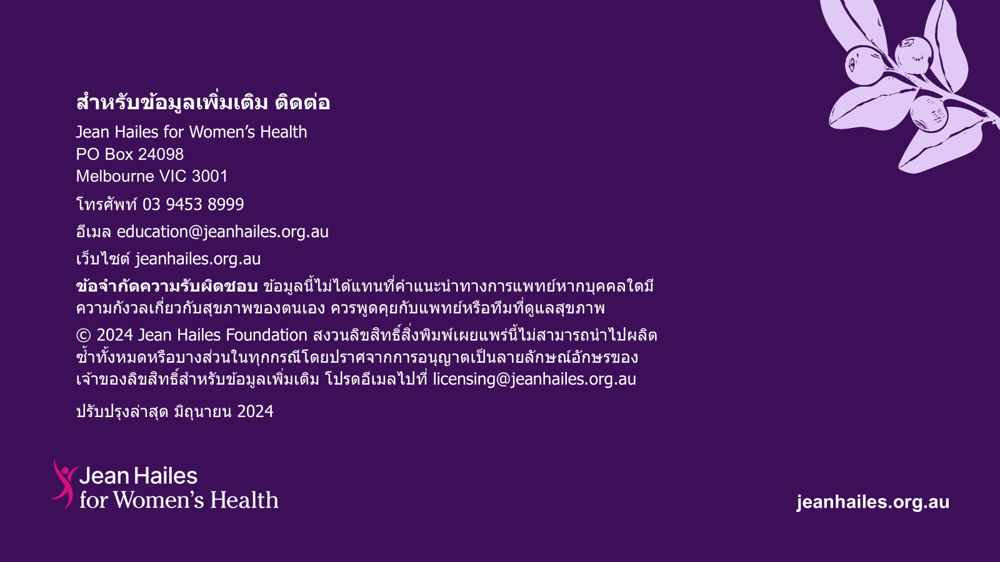 สำหรับข้อมูลเพิ่มเติม ติดต่อ
Jean Hailes for Women’s Health
PO Box 24098
Melbourne VIC 3001
โทรศัพท์ 03 9453 8999
อีเมล education@jeanhailes.org.au
เว็บไซต์ jeanhailes.org.au
ข้อจำกัดความรับผิดชอบ ข้อมูลนี้ไม่ได้แทนที่คำแนะนำทางการแพทย์หากบุคคลใดมี
ความกังวลเกี่ยวกับสุขภาพของตนเอง ควรพูดคุยกับแพทย์หรือทีมที่ดูแลสุขภาพ
© 2024 Jean Hailes Foundation สงวนลิขสิทธิ์สิ่งพิมพ์เผยแพร่นี้ไม่สามารถนำไปผลิต
ซ้ำทั้งหมดหรือบางส่วนในทุกกรณีโดยปราศจากการอนุญาตเป็นลายลักษณ์อักษรของ
เจ้าของลิขสิทธิ์สำหรับข้อมูลเพิ่มเติม โปรดอีเมลไปที่ licensing@jeanhailes.org.au
ปรับปรุงล่าสุด มิถุนายน 2024
Jean Hailes
for Women’s Health
jeanhailes.org.au